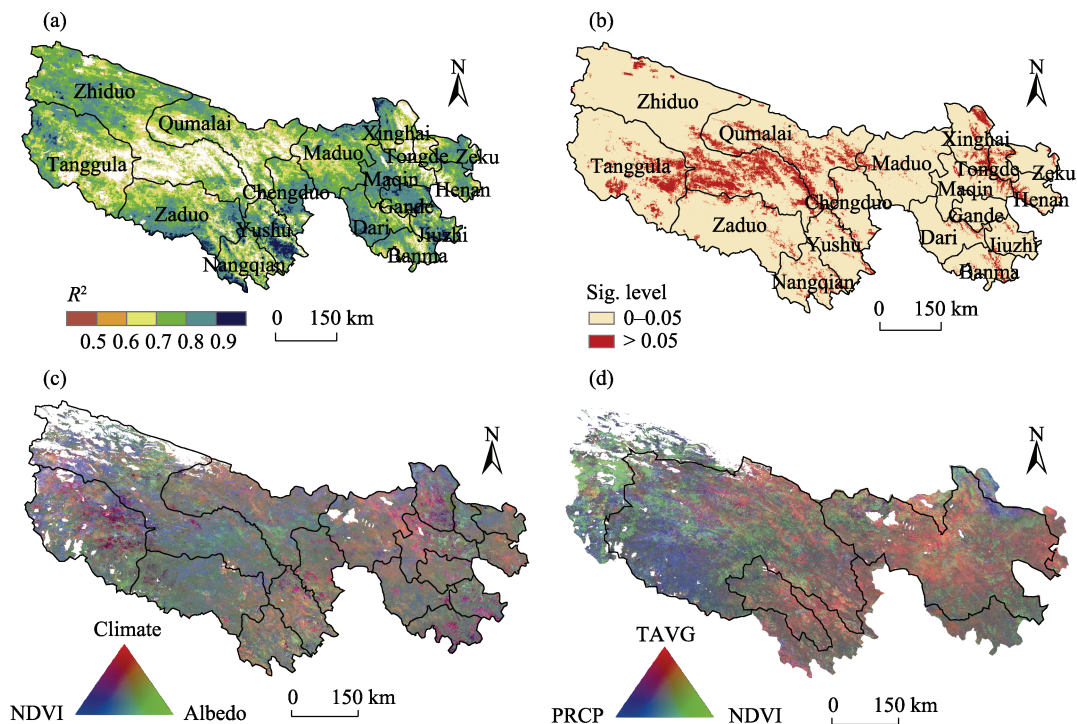 (a)
N
Zhiduo
Qumalai
Xinghai
Maduo
Tongde
Zeku
Tanggula
Maqin
Chengduo
Henan
Zaduo
Gande
Yushu
Dari
Jiuzhi
Nangqian
Banma
R²
0.5 0.6 0.7 0.8 0.9
0 150 km
(b)
N
Zhiduo
Qumalai
Xinghai
Tanggula
Maduo
Tongde
Zeku
Maqin
Henan
Chengduo
Gande
Zaduo
Dari
Yushu
Jiuzhi
Nangqian
Banma
Sig. level
0–0.05
> 0.05
0 150 km
(c)
N
Climate
NDVI
Albedo
0 150 km
(d)
N
TAVG
PRCP
NDVI
0 150 km